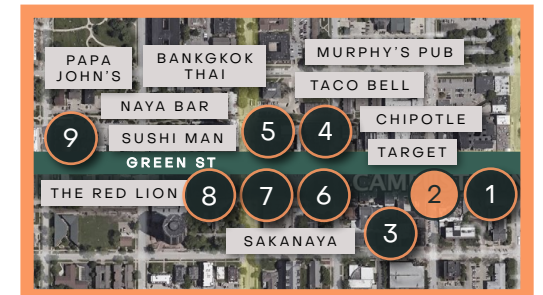 MURPHY'S PUB
PAPA
JOHN'S
BANKGKOK
THAI
TACO BELL
NAYA BAR
CHIPOTLE
SUSHI MAN
5
4
9
TARGET
GREEN ST
THE RED LION
8
7
6
2
1
SAKANAYA
3